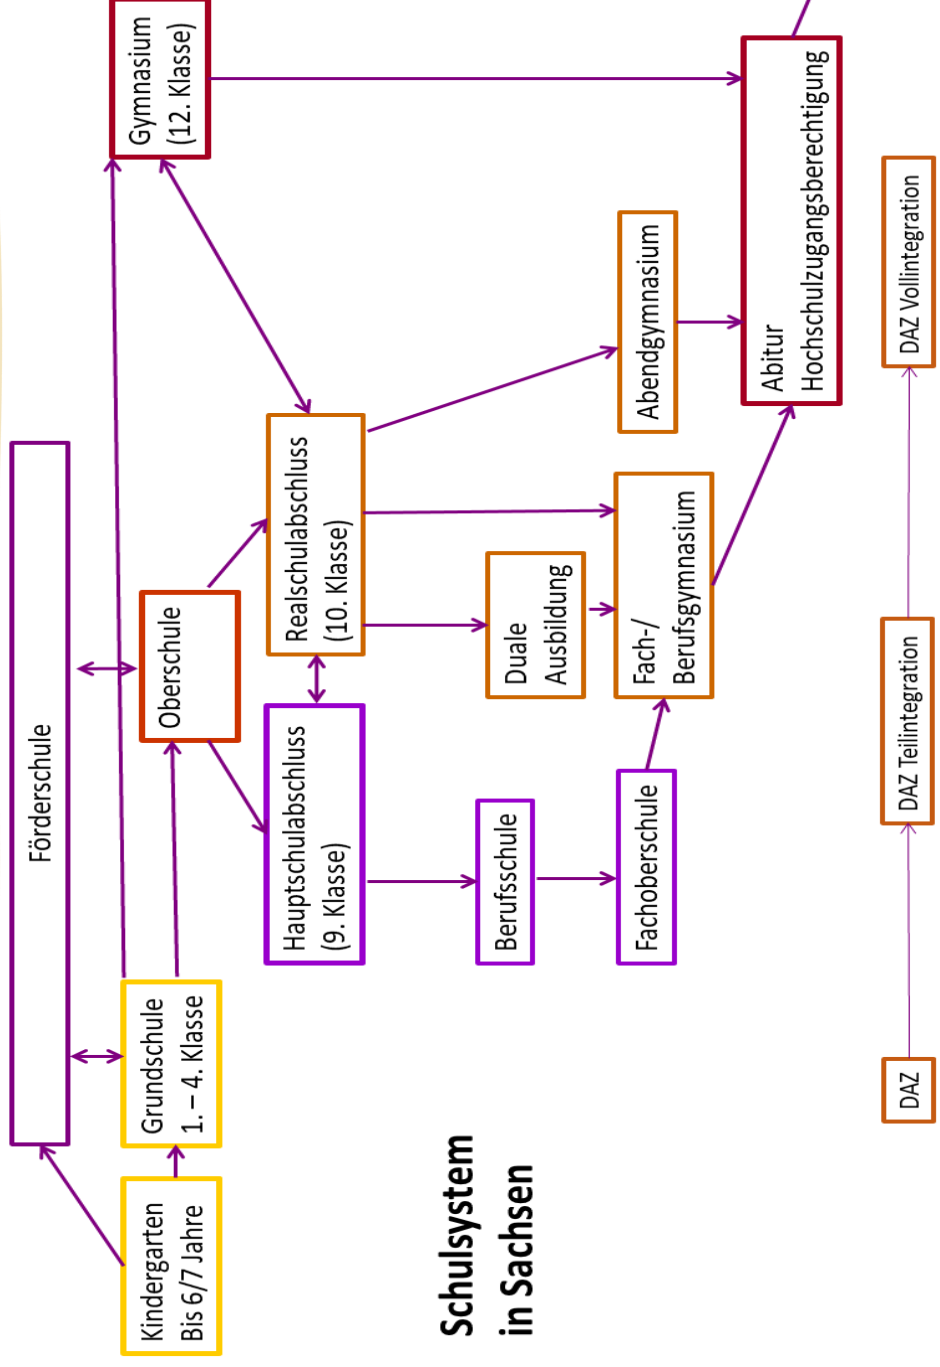 Förderschule
Kindergarten
Bis 6/7 Jahre
Grundschule
1. – 4. Klasse
Oberschule
Gymnasium
(12. Klasse)
Hauptschulabschluss
(9. Klasse)
Realschulabschluss
(10. Klasse)
Schulsystem
in Sachsen
Berufsschule
Duale
Ausbildung
Fachoberschule
Fach-/
Berufsgymnasium
Abendgymnasium
Abitur
Hochschulzugangsberechtigung
DAZ
DAZ Teilintegration
DAZ Vollintegration